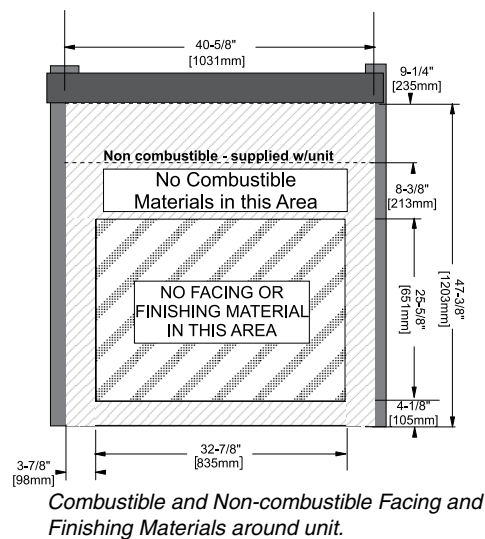 40-5/8"
[1031mm]
9-1/4"
[235mm]
Non combustible - supplied w/unit
No Combustible
Materials in this Area
8-3/8"
[213mm]
NO FACING OR
FINISHING MATERIAL
IN THIS AREA
25-5/8"
[651mm]
47-3/8"
[1203mm]
4-1/8"
[105mm]
3-7/8"
[98mm]
32-7/8"
[835mm]
Combustible and Non-combustible Facing and
Finishing Materials around unit.